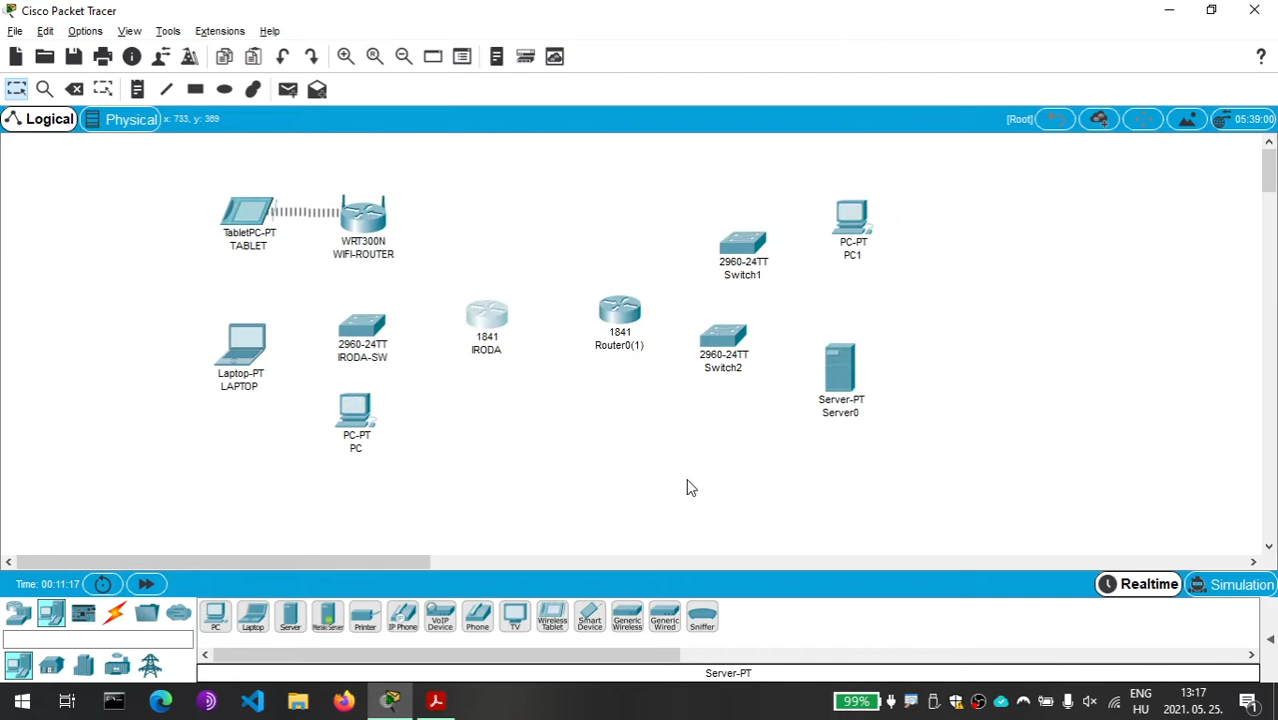 Cisco Packet Tracer
File Edit Options View Tools Extensions Help
?
Logical Physical x: 733, y: 389 [Root] 05:39:00
TabletPC-PT
TABLET
WRT300N
WIFI-ROUTER
PC-PT
PC1
2960-24TT
Switch1
2960-24TT
IRODA-SW
1841
IRODA
1841
Router0(1)
2960-24TT
Switch2
Laptop-PT
LAPTOP
Server-PT
Server0
PC-PT
PC
Time: 00:11:17 Realtime Simulation
PC Laptop Server Printer IP Phone VoIP Device Phone TV Wireless Tablet Smart Device Generic Wireless Generic Wired Sniffer
Server-PT
99% ENG 13:17
HU 2021. 05. 25. 1